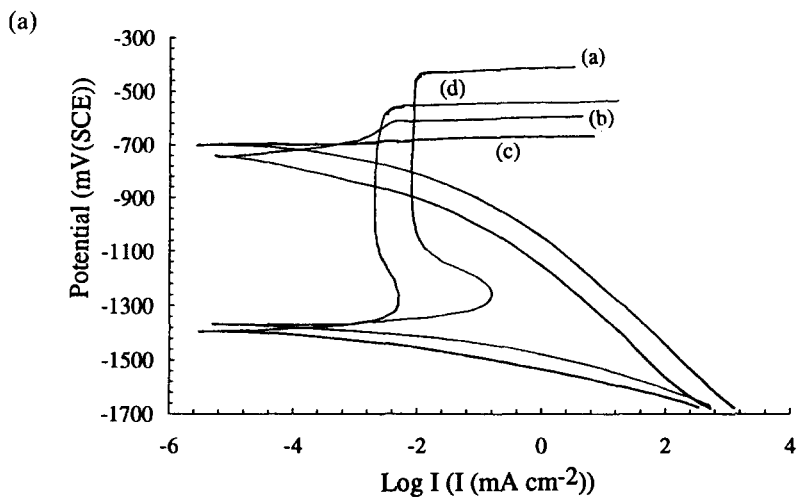 (a)
-300
-500
-700
-900
-1100
-1300
-1500
-1700
Potential (mV(SCE))
(a)
(d)
(b)
(c)
-6
-4
-2
0
2
4
Log I (I (mA cm-2))